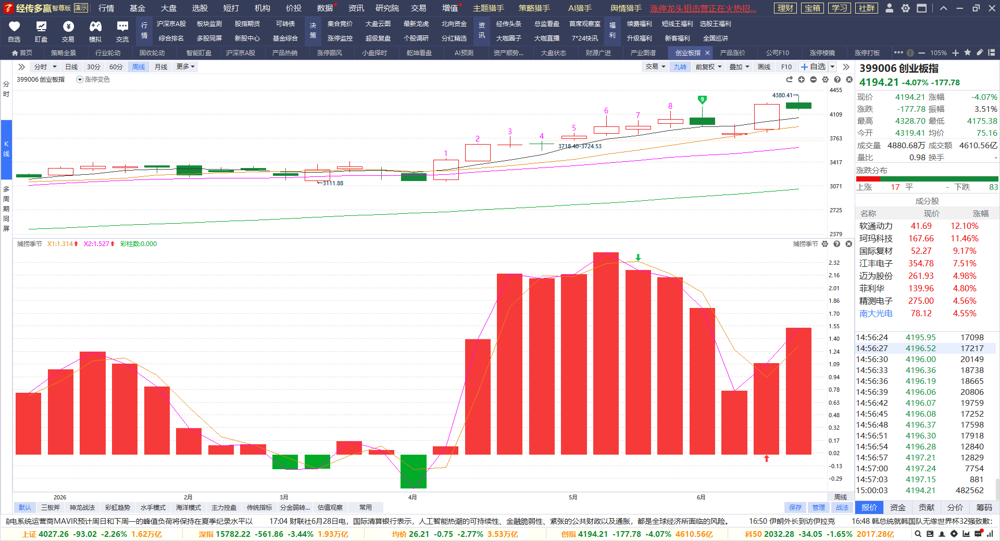 经传多赢 智尊版 演示 行情 基金 大盘 选股 短打 机构 价投 数据 资讯 研究院 交易 增值 主题猎手 策略猎手 AI猎手 舆情猎手 涨停龙头狙击营正在火热招... 理财 宝箱 学习 社群
自选 盯盘 交易 模拟 交流
行情 沪深京A股 板块监测 股指期货 可转债 决策 集合竞价 大盘云图 最新龙虎 北向资金 资讯 经传头条 总监看盘 首席观察室 福利 续费福利 短线王福利 选股王福利
综合排名 多股同屏 新股中心 基金综合 涨停监控 超级复盘 个股调研 分红精选 大咖圈子 大咖直播 7*24快讯 升级福利 新客福利 全国巡讲
首页 策略全景 行业轮动 固收轮动 智能盯盘 沪深京A股 产品热销 涨停跟风 小盘择时 乾坤看盘 AI预测 资产顺势... 大盘状态 财源广进 产业图谱 创业板指 产品涨价 公司F10 涨停棱镜 涨停打板 105%
分时 日线 30分 60分 周线 月线 更多 交易 九转 前复权 叠加 画线 F10 自选
分时
K线
多周期同屏
399006 创业板指 涨停变色
4455
4109
3763
3417
3071
2725
2379
1 2 3 4 5 6 7 8 9
4380.41
3718.40-3724.53
3111.88
捕捞季节 X1:1.314 X2:1.527 彩柱数:0.000 捕捞季节
2.32
2.16
2.01
1.86
1.70
1.55
1.40
1.24
1.09
0.94
0.78
0.63
0.48
0.32
0.17
0.02
-0.13
-0.29
2026 2月 3月 4月 5月 6月 周线
默认 三板斧 神龙战法 彩虹趋势 水手模式 海洋模式 主力控盘 传统指标 分金弱转... 估值观察 常用 保存 管理 战法
399006 创业板指
4194.21 -4.07% -177.78
现价 4194.21 涨幅 -4.07%
涨跌 -177.78 振幅 3.51%
最高 4328.70 最低 4175.38
今开 4319.41 均价 75.16
成交量 4880.68万 成交额 4610.56亿
量比 0.98 换手 -
涨跌分布
上涨 17 平 - 下跌 83
成分股
名称 现价 涨幅
软通动力 41.69 12.10%
珂玛科技 167.66 11.46%
国际复材 52.27 9.17%
江丰电子 354.78 7.51%
迈为股份 261.93 4.98%
菲利华 139.96 4.80%
精测电子 275.00 4.56%
南大光电 78.12 4.55%
14:56:24 4195.95 17098
14:56:27 4196.52 17217
14:56:30 4196.00 20149
14:56:33 4196.36 18738
14:56:36 4196.19 18665
14:56:39 4196.06 20806
14:56:42 4196.07 19759
14:56:45 4196.08 17252
14:56:48 4196.37 17598
14:56:51 4196.30 17918
14:56:54 4196.28 12840
14:56:57 4197.21 12829
14:57:00 4197.24 7754
14:57:03 4197.15 881
15:00:03 4194.21 482562
报价 资金 贡献 分价 筹码
电系统运营商MAVIR预计周日和下周一的峰值负荷将保持在夏季纪录水平以 17:04 财联社6月28日电，国际清算银行表示，人工智能热潮的可持续性、金融脆弱性、紧张的公共财政以及通胀，都是全球经济所面临的风险。 16:50 伊朗外长到访伊拉克 16:48 韩总统就韩国队无缘世界杯32强致歉：
上证 4027.26 -93.02 -2.26% 1.62万亿 深指 15782.22 -561.86 -3.44% 1.93万亿 均价 26.21 -0.75 -2.77% 3.53万亿 创指 4194.21 -177.78 -4.07% 4610.56亿 科50 2032.28 -34.05 -1.65% 2017.28亿